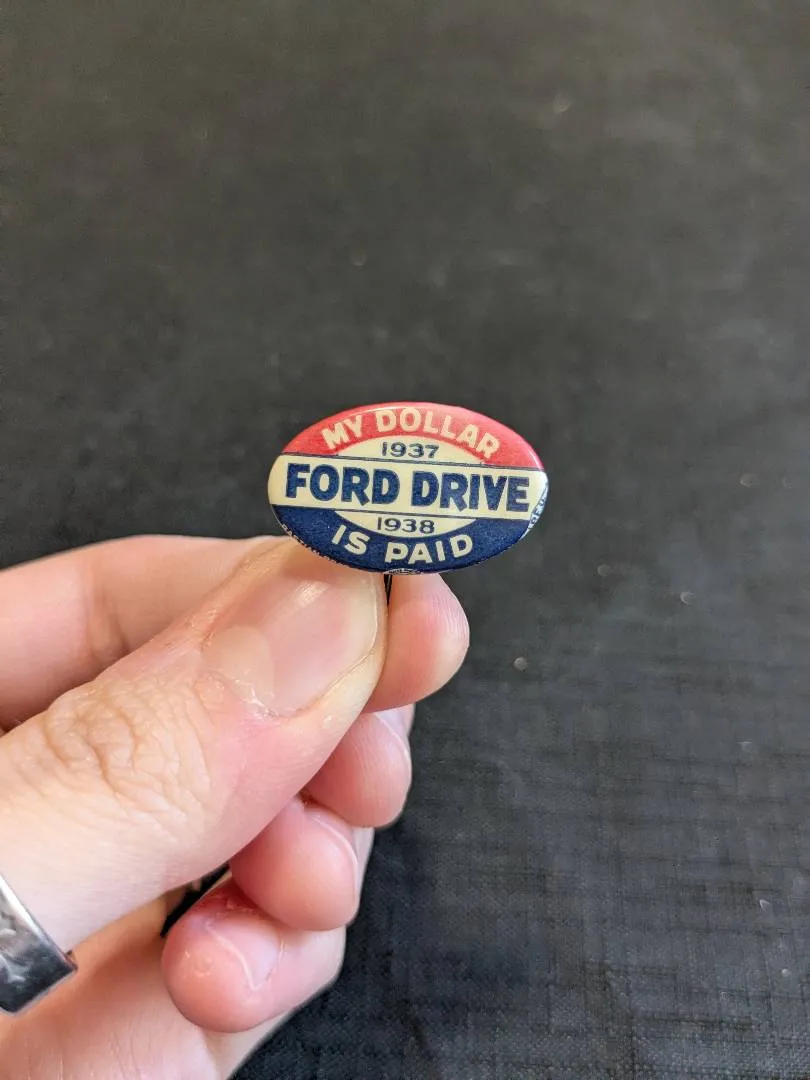 MY DOLLAR
1937
FORD DRIVE
1938
IS PAID